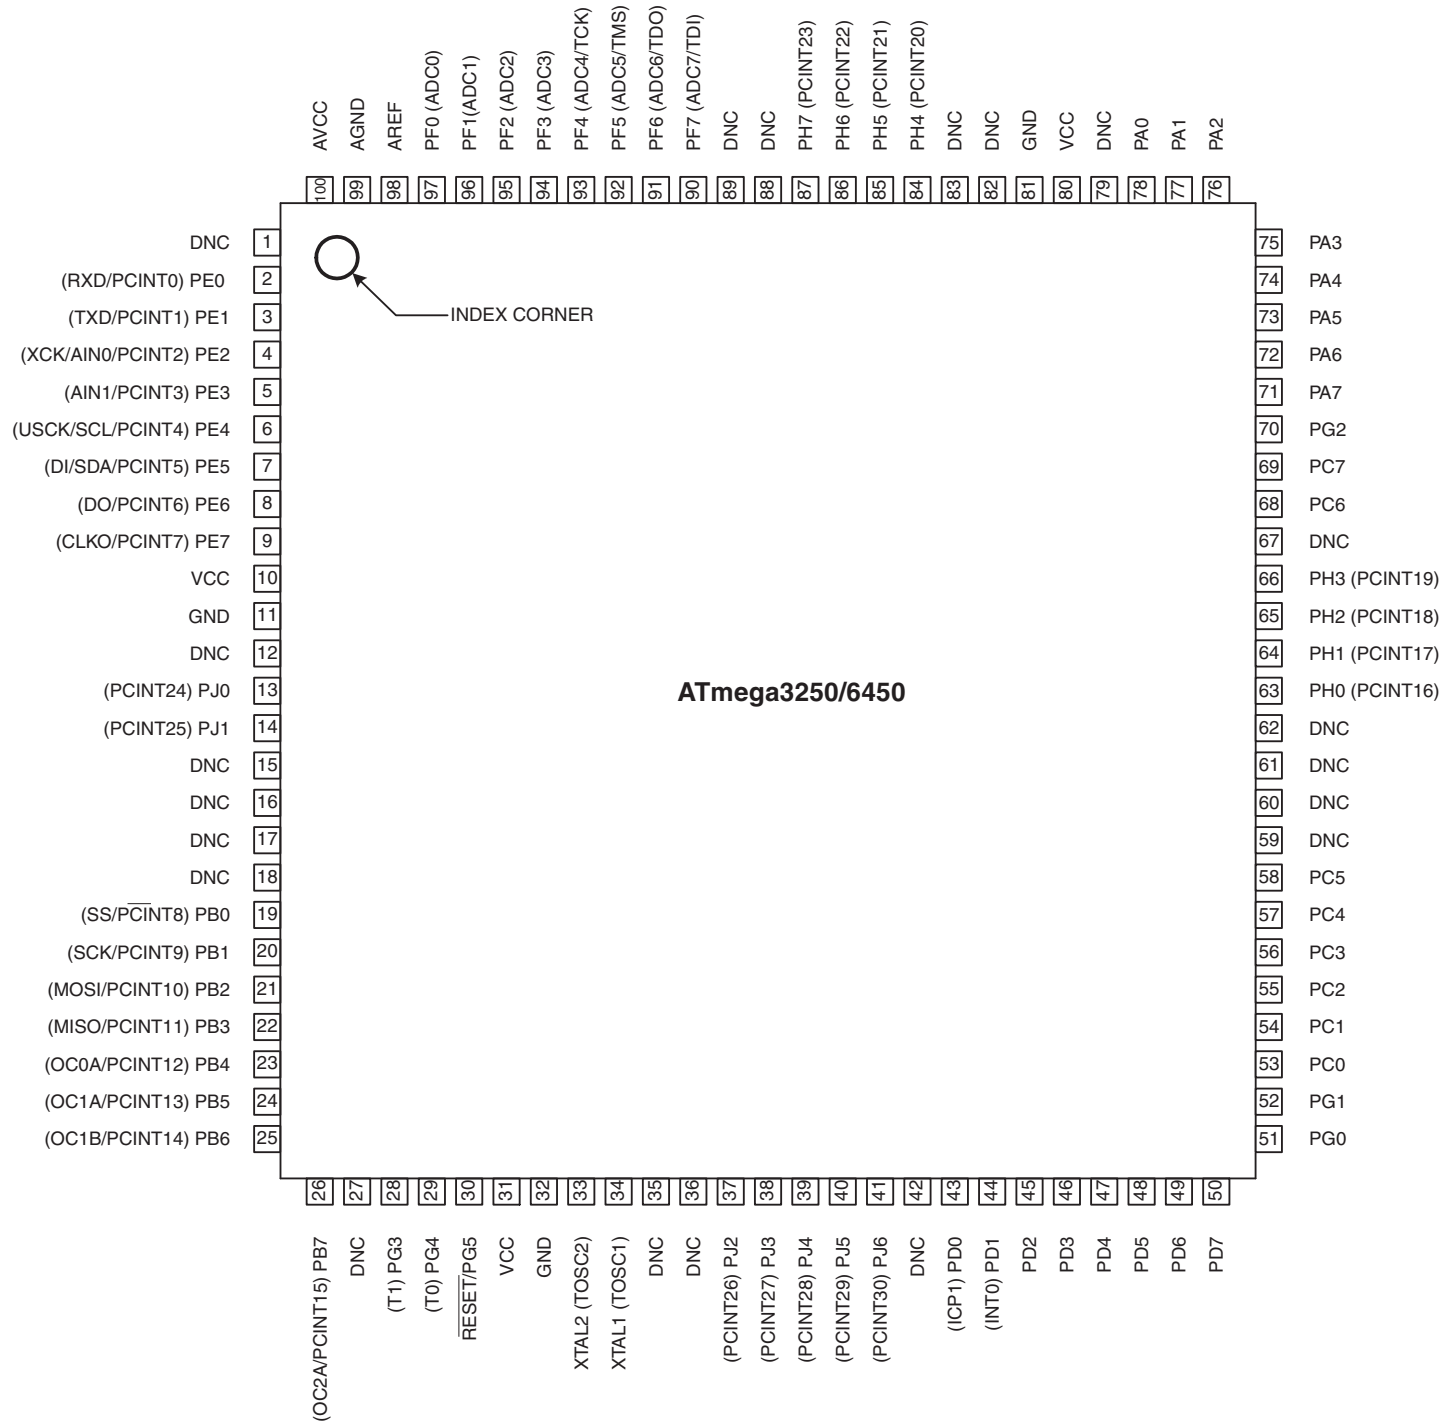 AVCC
AGND
AREF
PF0 (ADC0)
PF1(ADC1)
PF2 (ADC2)
PF3 (ADC3)
PF4 (ADC4/TCK)
PF5 (ADC5/TMS)
PF6 (ADC6/TDO)
PF7 (ADC7/TDI)
DNC
DNC
PH7 (PCINT23)
PH6 (PCINT22)
PH5 (PCINT21)
PH4 (PCINT20)
DNC
DNC
GND
VCC
DNC
PA0
PA1
PA2
100
99
98
97
96
95
94
93
92
91
90
89
88
87
86
85
84
83
82
81
80
79
78
77
76
DNC 1
(RXD/PCINT0) PE0 2
(TXD/PCINT1) PE1 3
(XCK/AIN0/PCINT2) PE2 4
(AIN1/PCINT3) PE3 5
(USCK/SCL/PCINT4) PE4 6
(DI/SDA/PCINT5) PE5 7
(DO/PCINT6) PE6 8
(CLKO/PCINT7) PE7 9
VCC 10
GND 11
DNC 12
(PCINT24) PJ0 13
(PCINT25) PJ1 14
DNC 15
DNC 16
DNC 17
DNC 18
(SS/PCINT8) PB0 19
(SCK/PCINT9) PB1 20
(MOSI/PCINT10) PB2 21
(MISO/PCINT11) PB3 22
(OC0A/PCINT12) PB4 23
(OC1A/PCINT13) PB5 24
(OC1B/PCINT14) PB6 25
INDEX CORNER
ATmega3250/6450
75 PA3
74 PA4
73 PA5
72 PA6
71 PA7
70 PG2
69 PC7
68 PC6
67 DNC
66 PH3 (PCINT19)
65 PH2 (PCINT18)
64 PH1 (PCINT17)
63 PH0 (PCINT16)
62 DNC
61 DNC
60 DNC
59 DNC
58 PC5
57 PC4
56 PC3
55 PC2
54 PC1
53 PC0
52 PG1
51 PG0
26
27
28
29
30
31
32
33
34
35
36
37
38
39
40
41
42
43
44
45
46
47
48
49
50
(OC2A/PCINT15) PB7
DNC
(T1) PG3
(T0) PG4
RESET/PG5
VCC
GND
XTAL2 (TOSC2)
XTAL1 (TOSC1)
DNC
DNC
(PCINT26) PJ2
(PCINT27) PJ3
(PCINT28) PJ4
(PCINT29) PJ5
(PCINT30) PJ6
DNC
(ICP1) PD0
(INT0) PD1
PD2
PD3
PD4
PD5
PD6
PD7